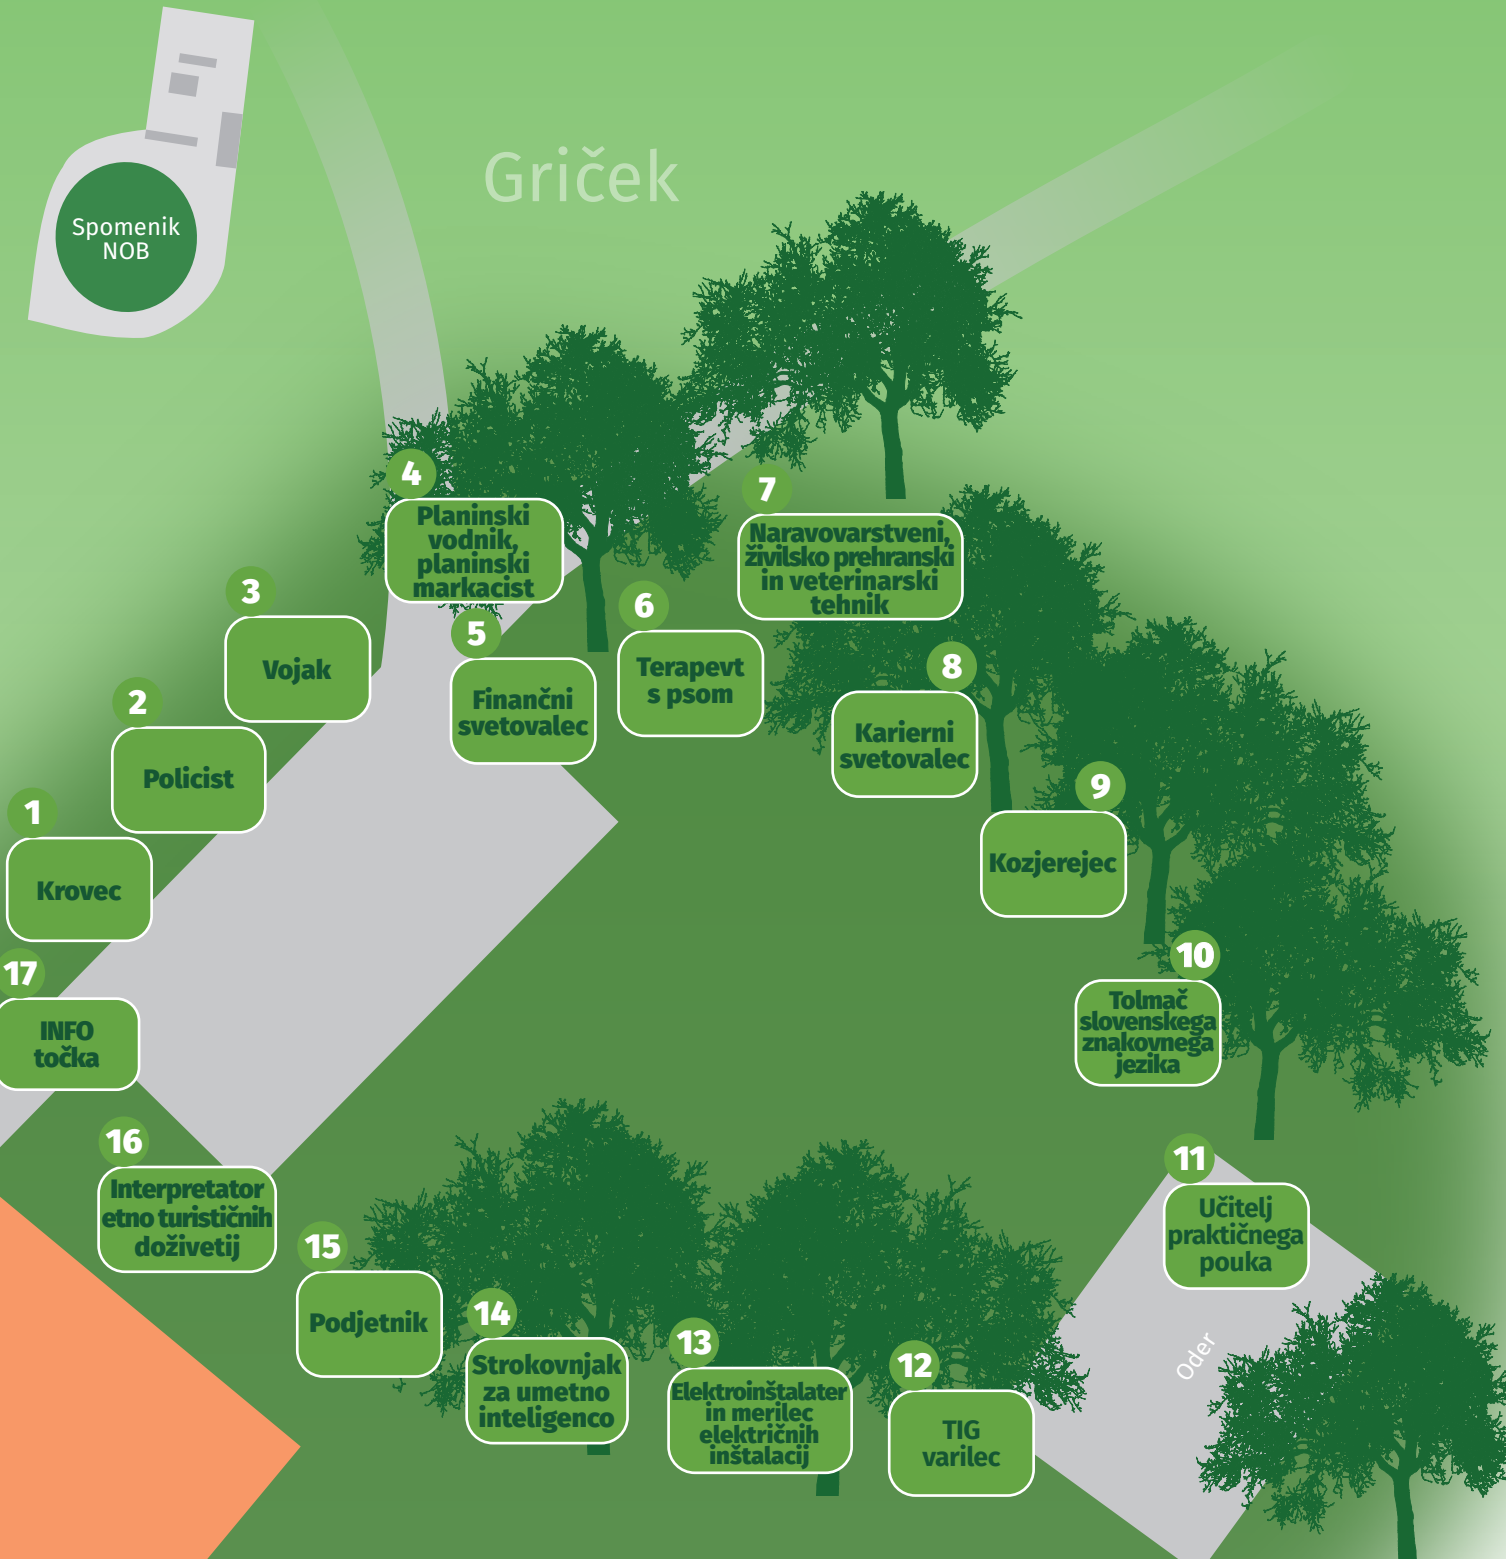 Spomenik
NOB
Griček
4
Planinski
vodnik,
planinski
markacist
7
Naravovarstveni,
živilsko prehranski
in veterinarski
tehnik
3
Vojak
5
Finančni
svetovalec
6
Terapevt
s psom
2
Policist
8
Karierni
svetovalec
1
Krovec
9
Kozjerejec
17
INFO
točka
10
Tolmač
slovenskega
znakovnega
jezika
16
Interpretator
etno turističnih
doživetij
11
Učitelj
praktičnega
pouka
15
Podjetnik
14
Strokovnjak
za umetno
inteligenco
13
Elektroinštalater
in merilec
električnih
inštalacij
12
TIG
varilec
Oder